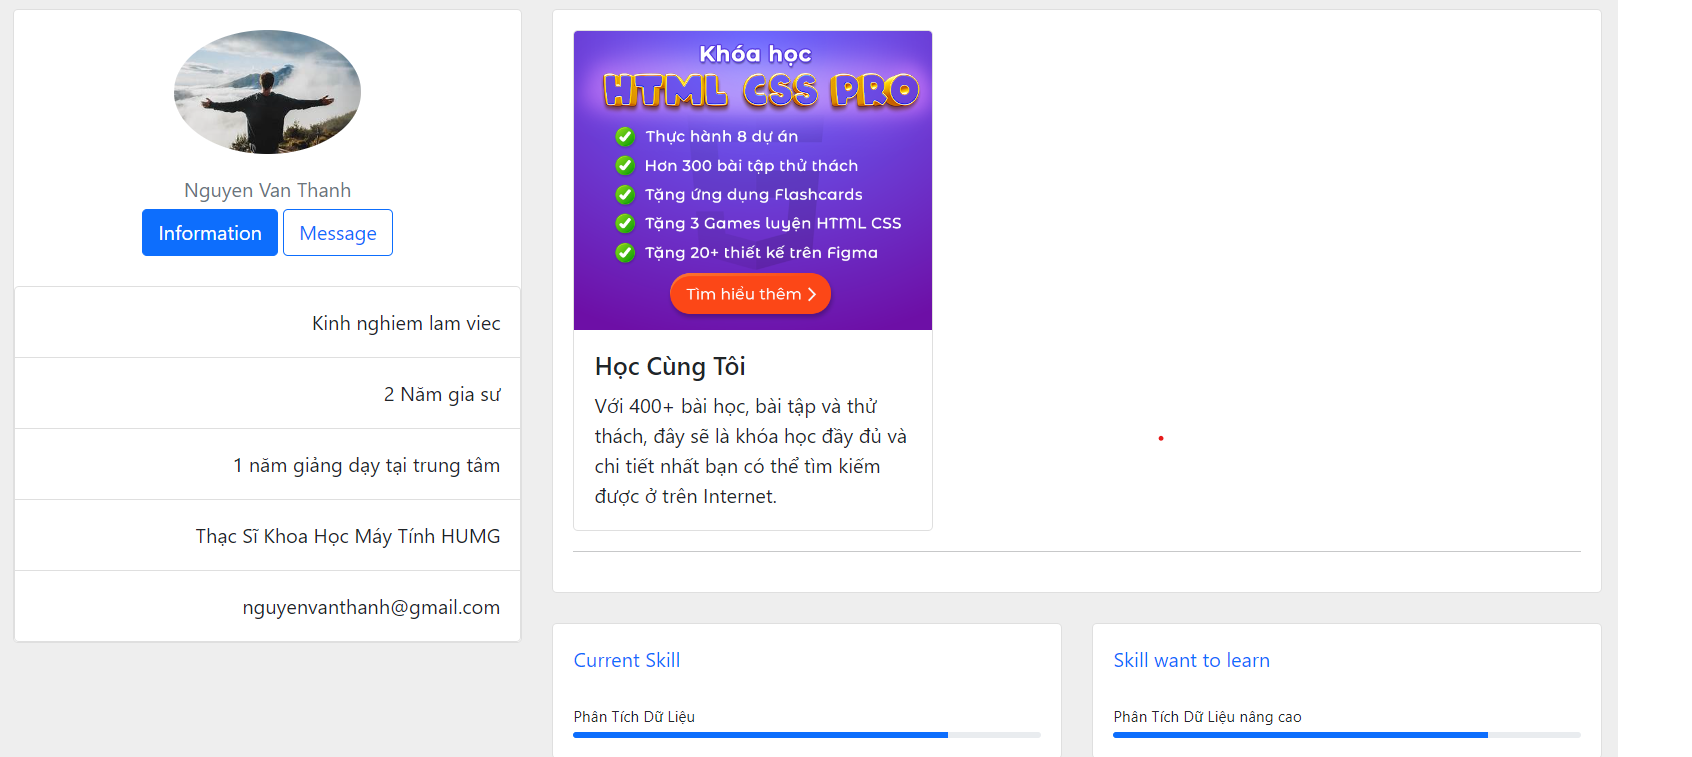 Nguyen Van Thanh
Information
Message
Kinh nghiem lam viec
2 Năm gia sư
1 năm giảng dạy tại trung tâm
Thạc Sĩ Khoa Học Máy Tính HUMG
nguyenvanthanh@gmail.com
Khóa học
HTML CSS PRO
Thực hành 8 dự án
Hơn 300 bài tập thử thách
Tặng ứng dụng Flashcards
Tặng 3 Games luyện HTML CSS
Tặng 20+ thiết kế trên Figma
Tìm hiểu thêm
Học Cùng Tôi
Với 400+ bài học, bài tập và thử
thách, đây sẽ là khóa học đầy đủ và
chi tiết nhất bạn có thể tìm kiếm
được ở trên Internet.
Current Skill
Phân Tích Dữ Liệu
Skill want to learn
Phân Tích Dữ Liệu nâng cao